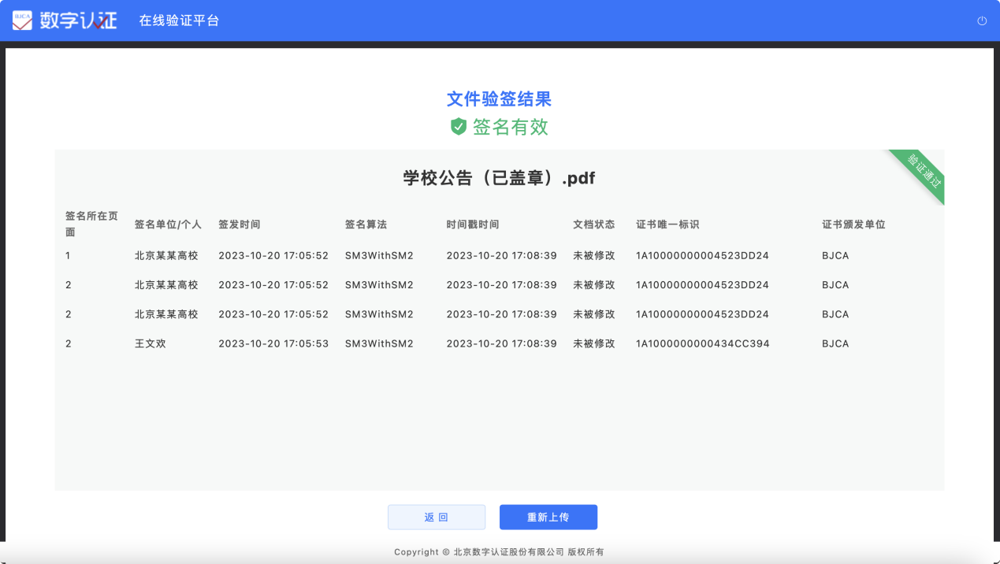 BJCA 数字认证 在线验证平台
文件验签结果
签名有效
验证通过
学校公告（已盖章）.pdf
签名所在页面 签名单位/个人 签发时间 签名算法 时间戳时间 文档状态 证书唯一标识 证书颁发单位
1 北京某某高校 2023-10-20 17:05:52 SM3WithSM2 2023-10-20 17:08:39 未被修改 1A10000000004523DD24 BJCA
2 北京某某高校 2023-10-20 17:05:52 SM3WithSM2 2023-10-20 17:08:39 未被修改 1A10000000004523DD24 BJCA
2 北京某某高校 2023-10-20 17:05:52 SM3WithSM2 2023-10-20 17:08:39 未被修改 1A10000000004523DD24 BJCA
2 王文欢 2023-10-20 17:05:53 SM3WithSM2 2023-10-20 17:08:39 未被修改 1A1000000000434CC394 BJCA
返 回 重新上传
Copyright © 北京数字认证股份有限公司 版权所有